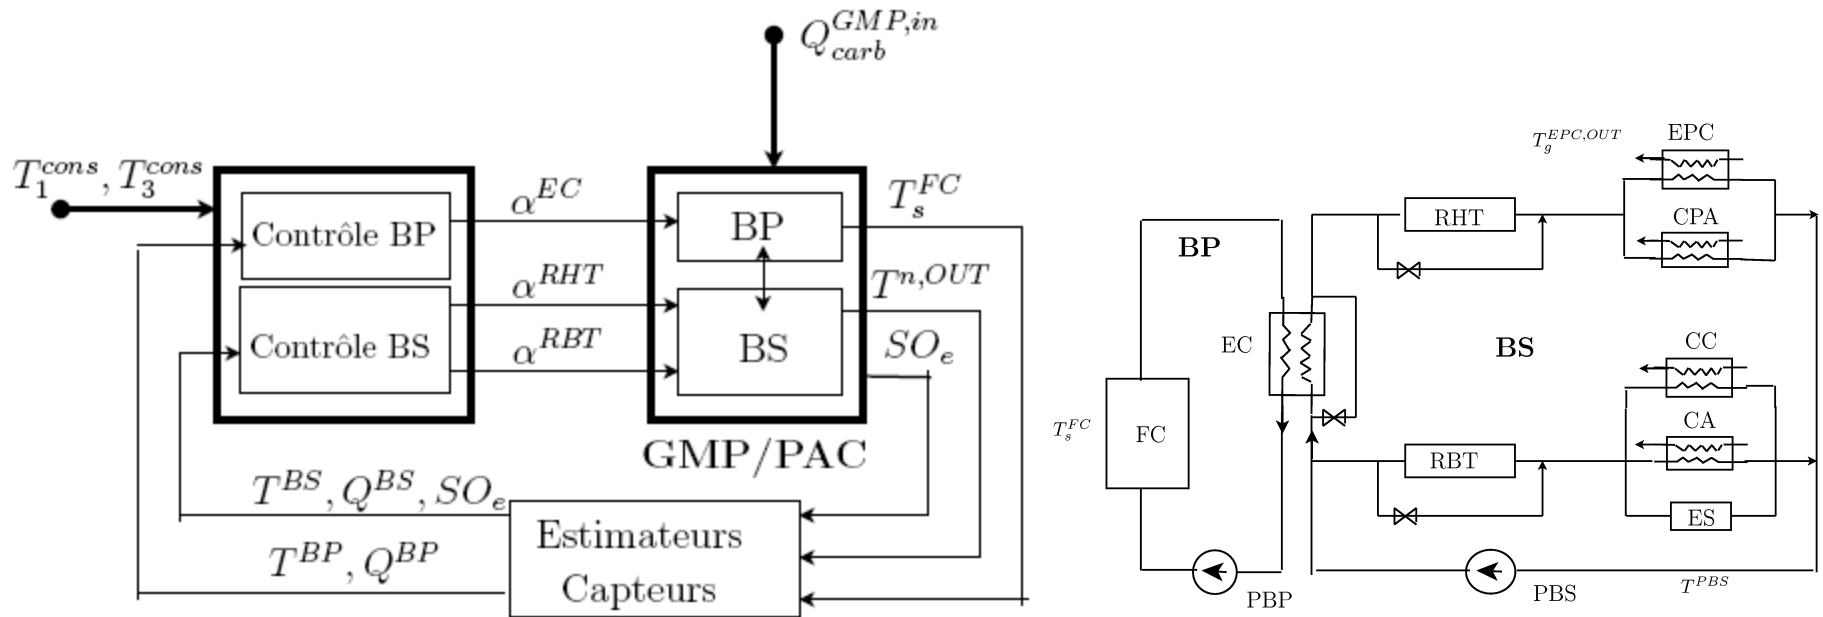 Q_{carb}^{GMP,in}
T_1^{cons}, T_3^{cons}
Contrôle BP
Contrôle BS
α^{EC}
α^{RHT}
α^{RBT}
BP
BS
GMP/PAC
T_s^{FC}
T^{n,OUT}
SO_e
T^{BS}, Q^{BS}, SO_e
T^{BP}, Q^{BP}
Estimateurs
Capteurs
BP
EC
T_s^{FC}
FC
PBP
T_g^{EPC,OUT}
EPC
RHT
CPA
BS
CC
CA
RBT
ES
PBS
T^{PBS}